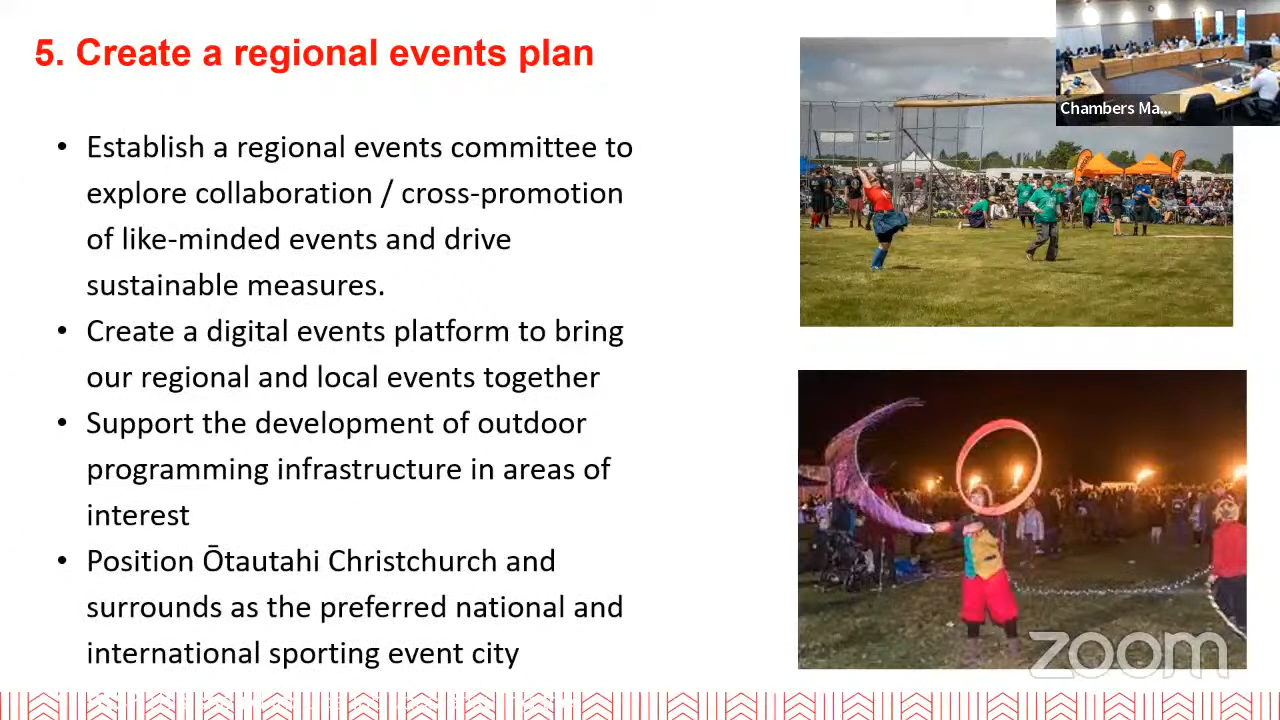 5. Create a regional events plan
• Establish a regional events committee to
explore collaboration / cross-promotion
of like-minded events and drive
sustainable measures.
• Create a digital events platform to bring
our regional and local events together
• Support the development of outdoor
programming infrastructure in areas of
interest
• Position Ōtautahi Christchurch and
surrounds as the preferred national and
international sporting event city
Chambers Ma...
zoom